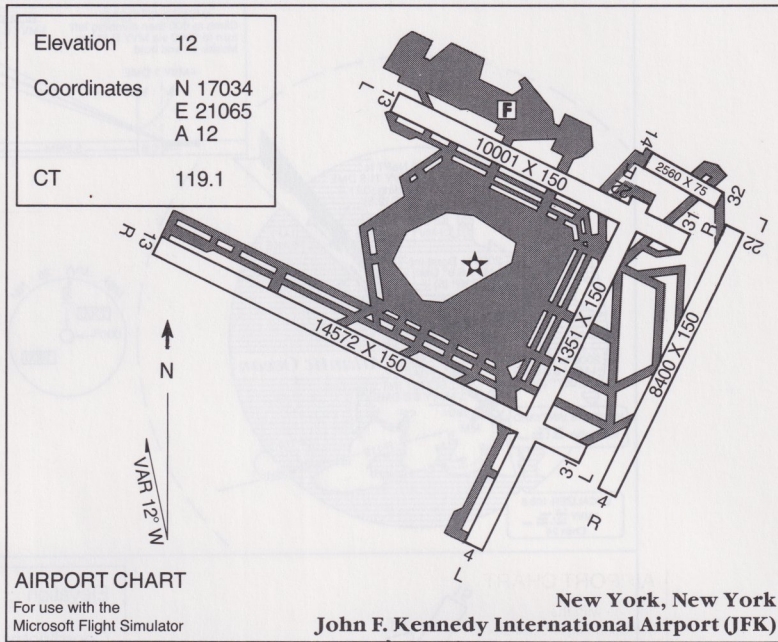 Elevation 12
Coordinates N 17034
E 21065
A 12
CT 119.1
F
L
13
10001 X 150
14
R
22
2560 X 75
32
31
R
L
22
R
13
14572 X 150
11351 X 150
8400 X 150
N
VAR 12° W
31
L
4
R
4
L
AIRPORT CHART
For use with the
Microsoft Flight Simulator
New York, New York
John F. Kennedy International Airport (JFK)